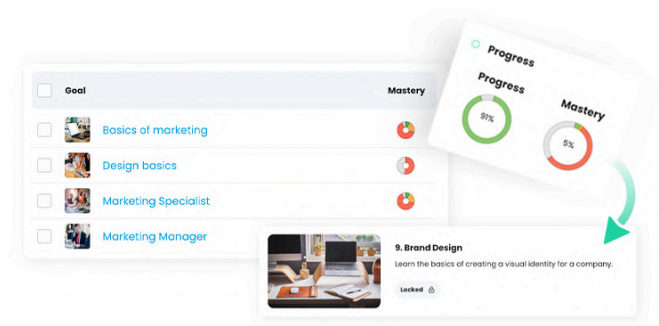 Progress
Progress
Mastery
91%
5%
Goal
Mastery
Basics of marketing
Design basics
Marketing Specialist
Marketing Manager
9. Brand Design
Learn the basics of creating a visual identity for a company.
Locked